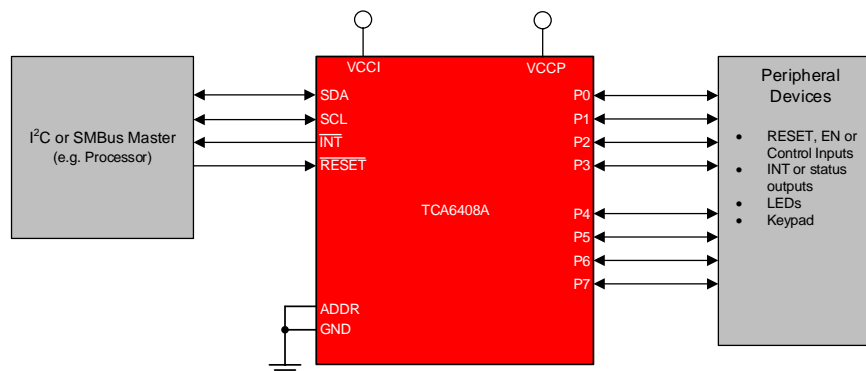 VCCI
VCCP
I²C or SMBus Master
(e.g. Processor)
SDA
SCL
INT
RESET
TCA6408A
ADDR
GND
P0
P1
P2
P3
P4
P5
P6
P7
Peripheral
Devices
• RESET, EN or
Control Inputs
• INT or status
outputs
• LEDs
• Keypad